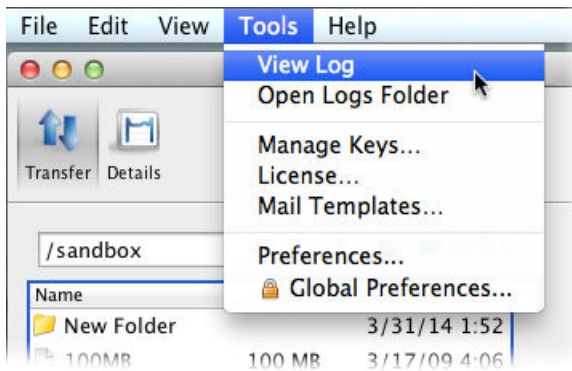 File Edit View Tools Help
View Log
Open Logs Folder
Manage Keys...
License...
Mail Templates...
Preferences...
Global Preferences...
Transfer Details
/sandbox
Name
New Folder 3/31/14 1:52
100MB 100 MB 3/17/09 4:06